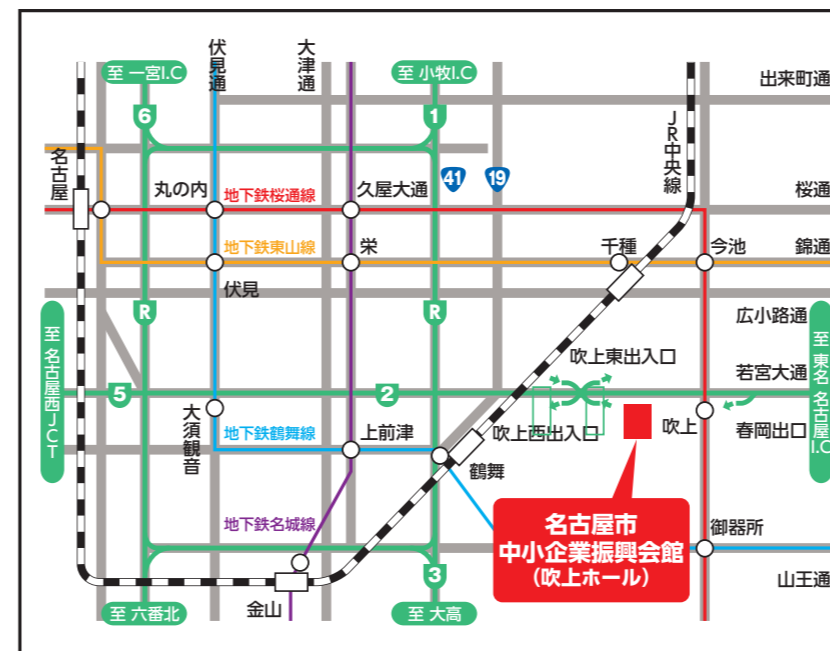 至 一宮I.C
伏見通
大津通
至 小牧I.C
出来町通
6
1
JR中央線
名古屋
41
19
丸の内
地下鉄桜通線
久屋大通
桜通
地下鉄東山線
栄
千種
今池
錦通
伏見
R
R
広小路通
至 名古屋西JCT
吹上東出入口
至 東名 名古屋I.C
若宮大通
5
2
大須観音
地下鉄鶴舞線
上前津
吹上西出入口
吹上
春岡出口
鶴舞
地下鉄名城線
名古屋市
中小企業振興会館
(吹上ホール)
御器所
3
山王通
金山
至 六番北
至 大高